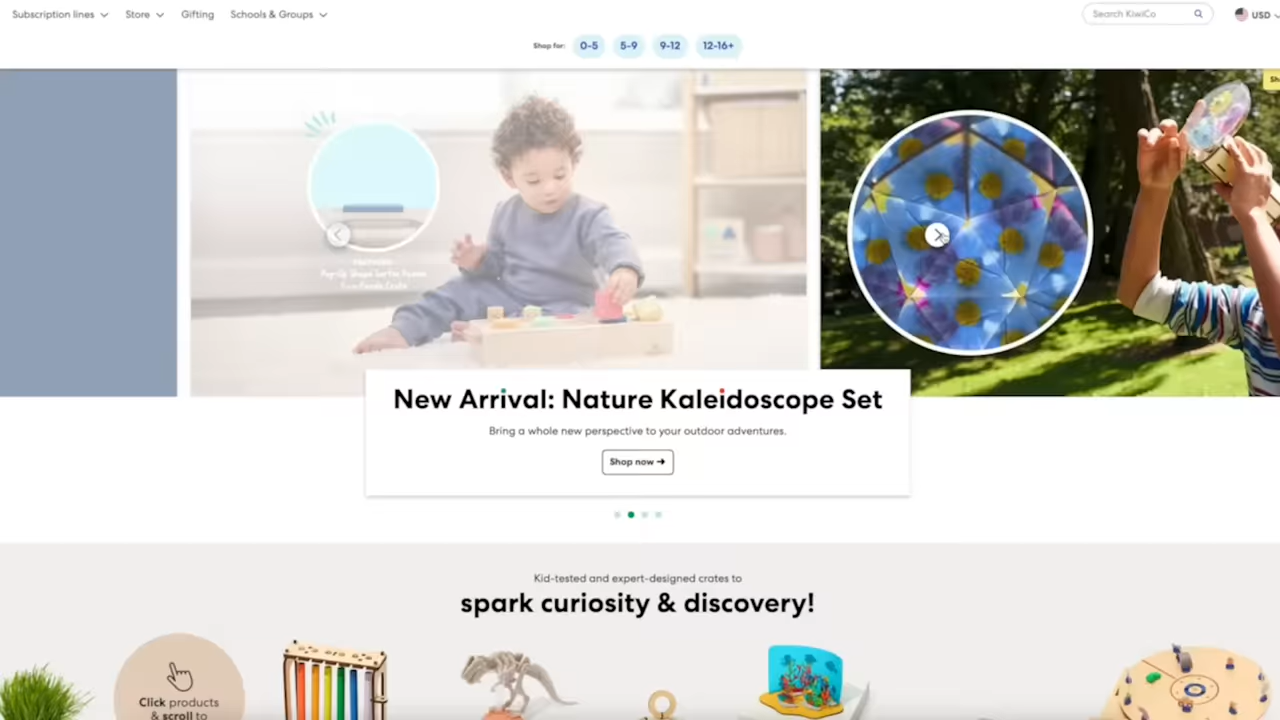 Subscription lines
Store
Gifting
Schools & Groups
Search KiwiCo
USD
Shop for:
0-5
5-9
9-12
12-16+
Sh
New Arrival: Nature Kaleidoscope Set
Bring a whole new perspective to your outdoor adventures.
Shop now →
Kid-tested and expert-designed crates to
spark curiosity & discovery!
Click products
& scroll to